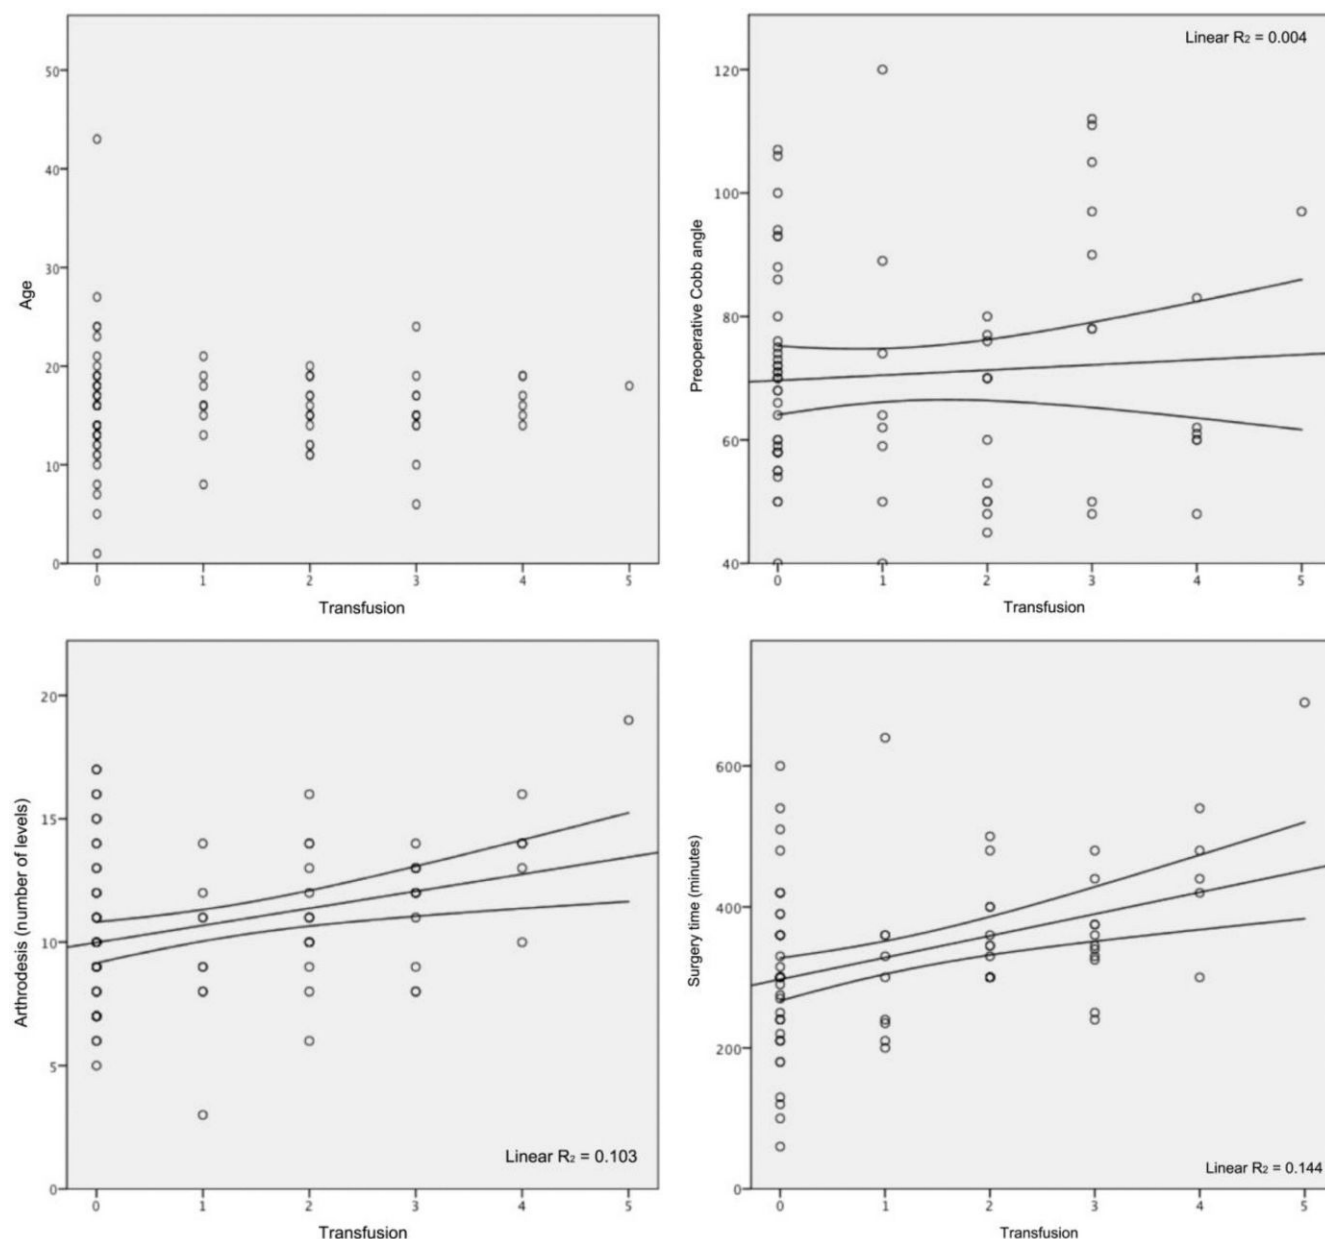 50
40
30
20
10
0
Age
0 1 2 3 4 5
Transfusion
Linear R₂ = 0.004
120
100
80
60
40
Preoperative Cobb angle
0 1 2 3 4 5
Transfusion
20
15
10
5
0
Arthrodesis (number of levels)
Linear R₂ = 0.103
0 1 2 3 4 5
Transfusion
600
400
200
0
Surgery time (minutes)
Linear R₂ = 0.144
0 1 2 3 4 5
Transfusion